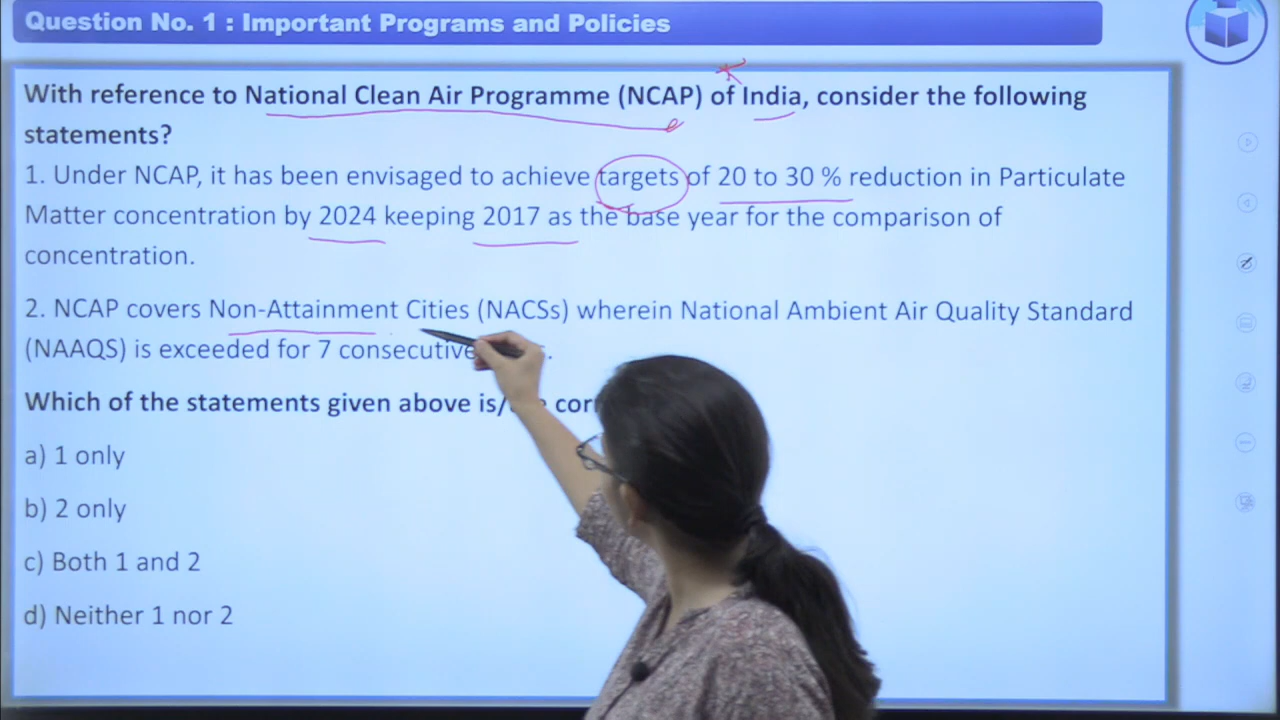 Question No. 1 : Important Programs and Policies
With reference to National Clean Air Programme (NCAP) of India, consider the following
statements?
1. Under NCAP, it has been envisaged to achieve targets of 20 to 30 % reduction in Particulate
Matter concentration by 2024 keeping 2017 as the base year for the comparison of
concentration.
2. NCAP covers Non-Attainment Cities (NACSs) wherein National Ambient Air Quality Standard
(NAAQS) is exceeded for 7 consecutive
Which of the statements given above is/
a) 1 only
b) 2 only
c) Both 1 and 2
d) Neither 1 nor 2